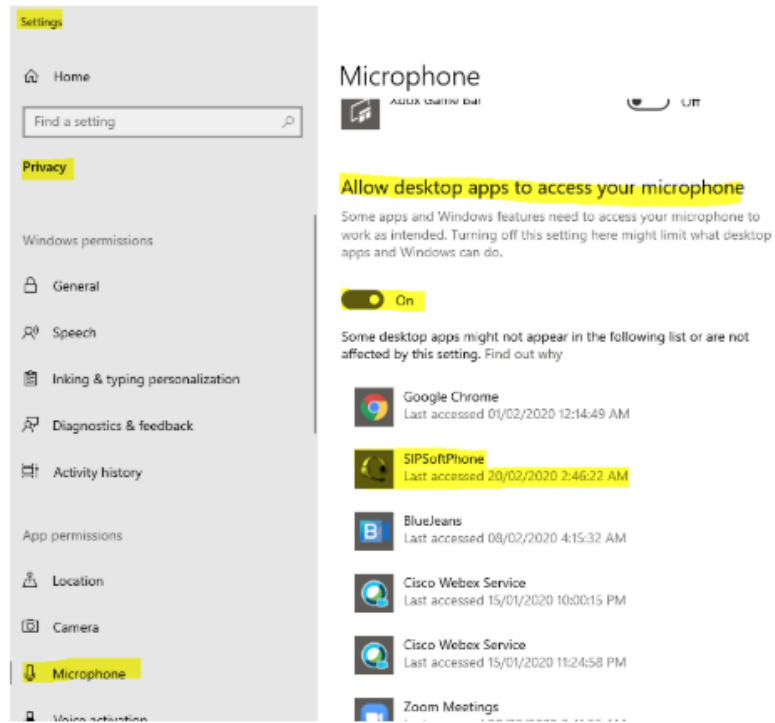 Settings
Home
Find a setting
Privacy
Windows permissions
General
Speech
Inking & typing personalization
Diagnostics & feedback
Activity history
App permissions
Location
Camera
Microphone
Voice activation
Microphone
Xbox Game Bar
Off
Allow desktop apps to access your microphone
Some apps and Windows features need to access your microphone to
work as intended. Turning off this setting here might limit what desktop
apps and Windows can do.
On
Some desktop apps might not appear in the following list or are not
affected by this setting. Find out why
Google Chrome
Last accessed 01/02/2020 12:14:49 AM
SIPSoftPhone
Last accessed 20/02/2020 2:46:22 AM
BlueJeans
Last accessed 08/02/2020 4:15:32 AM
Cisco Webex Service
Last accessed 15/01/2020 10:00:15 PM
Cisco Webex Service
Last accessed 15/01/2020 11:24:58 PM
Zoom Meetings